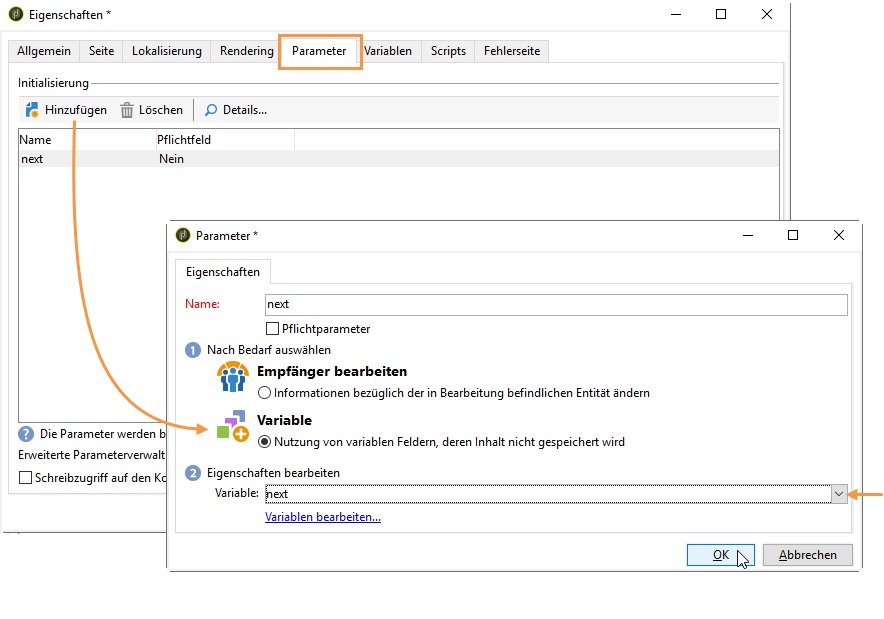 Eigenschaften *
Allgemein Seite Lokalisierung Rendering Parameter Variablen Scripts Fehlerseite
Initialisierung
Hinzufügen Löschen Details...
Name Pflichtfeld
next Nein
Parameter *
Eigenschaften
Name: next
Pflichtparameter
1 Nach Bedarf auswählen
Empfänger bearbeiten
Informationen bezüglich der in Bearbeitung befindlichen Entität ändern
Variable
Nutzung von variablen Feldern, deren Inhalt nicht gespeichert wird
2 Eigenschaften bearbeiten
Variable: next
Variablen bearbeiten...
OK Abbrechen
? Die Parameter werden b
Erweiterte Parameterverwalt
Schreibzugriff auf den Ko